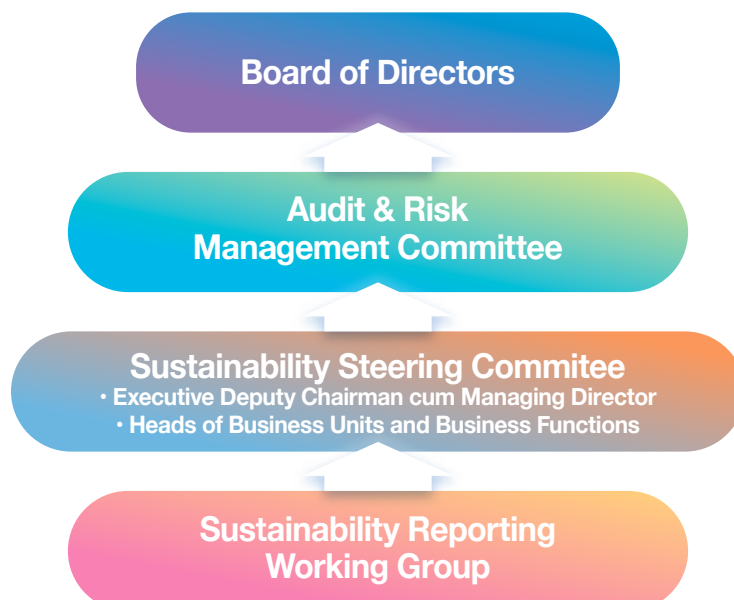 Board of Directors
Audit & Risk
Management Committee
Sustainability Steering Commitee
• Executive Deputy Chairman cum Managing Director
• Heads of Business Units and Business Functions
Sustainability Reporting
Working Group